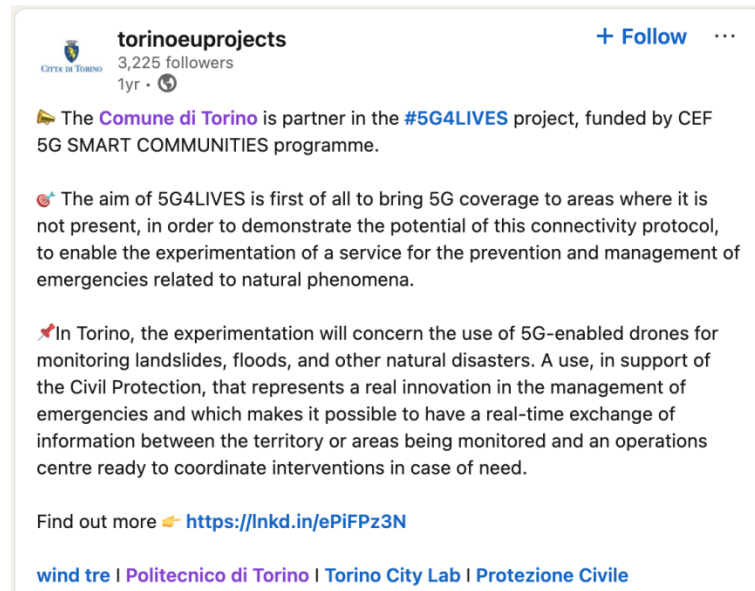 CITTA' DI TORINO
torinoeuprojects
3,225 followers
1yr •
+ Follow ···
📣 The Comune di Torino is partner in the #5G4LIVES project, funded by CEF
5G SMART COMMUNITIES programme.
🎯 The aim of 5G4LIVES is first of all to bring 5G coverage to areas where it is
not present, in order to demonstrate the potential of this connectivity protocol,
to enable the experimentation of a service for the prevention and management of
emergencies related to natural phenomena.
📌In Torino, the experimentation will concern the use of 5G-enabled drones for
monitoring landslides, floods, and other natural disasters. A use, in support of
the Civil Protection, that represents a real innovation in the management of
emergencies and which makes it possible to have a real-time exchange of
information between the territory or areas being monitored and an operations
centre ready to coordinate interventions in case of need.
Find out more 👉 https://lnkd.in/ePiFPz3N
wind tre I Politecnico di Torino I Torino City Lab I Protezione Civile